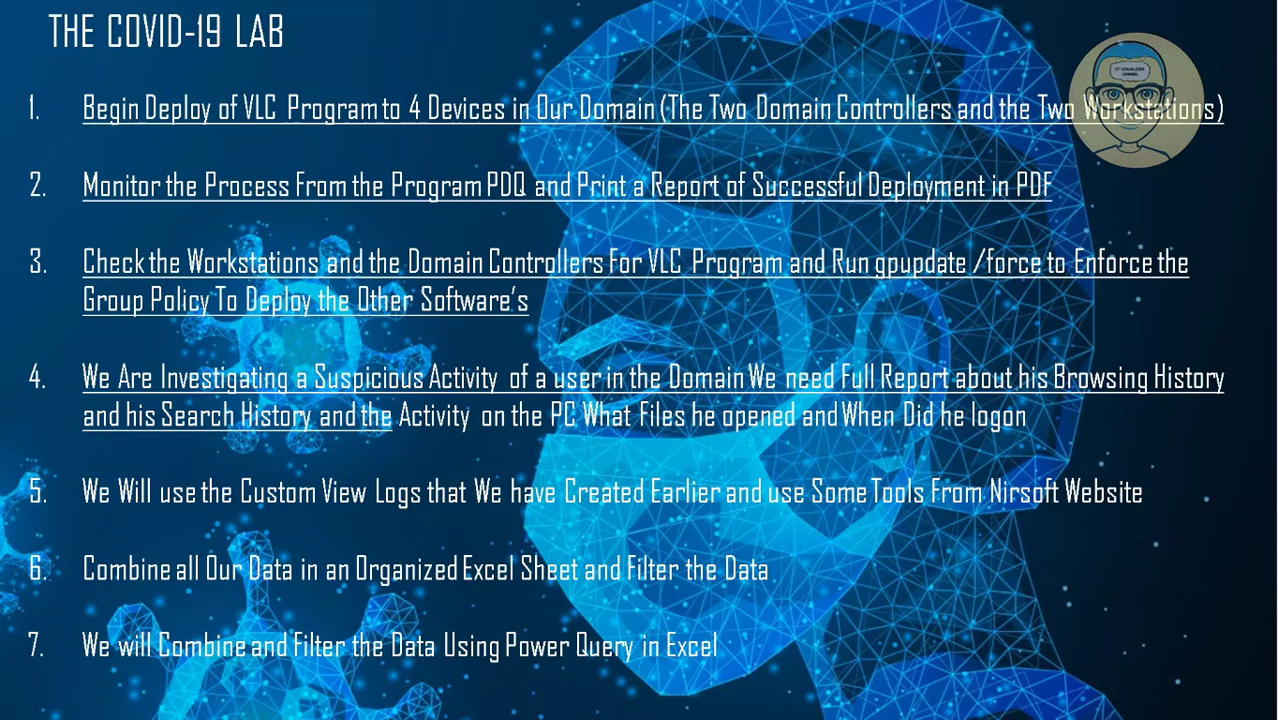 THE COVID-19 LAB
1. Begin Deploy of VLC Program to 4 Devices in Our Domain (The Two Domain Controllers and the Two Workstations)
2. Monitor the Process From the Program PDQ and Print a Report of Successful Deployment in PDF
3. Check the Workstations and the Domain Controllers For VLC Program and Run gpupdate /force to Enforce the
Group Policy To Deploy the Other Software's
4. We Are Investigating a Suspicious Activity of a user in the Domain We need Full Report about his Browsing History
and his Search History and the Activity on the PC What Files he opened and When Did he logon
5. We Will use the Custom View Logs that We have Created Earlier and use Some Tools From Nirsoft Website
6. Combine all Our Data in an Organized Excel Sheet and Filter the Data
7. We will Combine and Filter the Data Using Power Query in Excel
CHANNEL